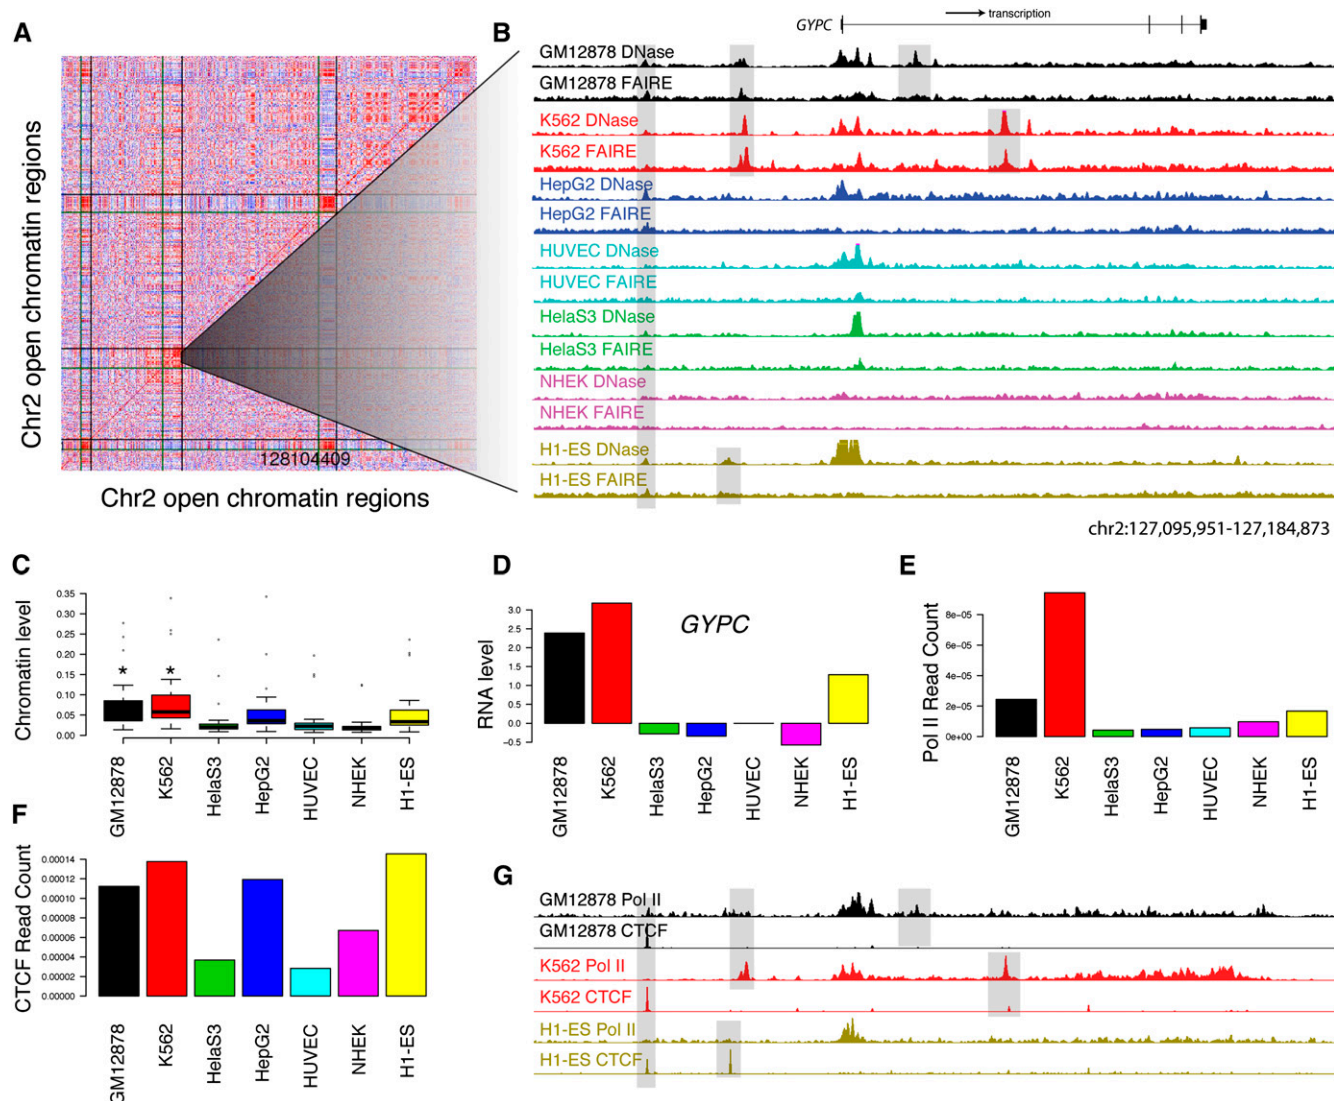 A
Chr2 open chromatin regions
128104409
Chr2 open chromatin regions
B
GYPC
transcription
GM12878 DNase
GM12878 FAIRE
K562 DNase
K562 FAIRE
HepG2 DNase
HepG2 FAIRE
HUVEC DNase
HUVEC FAIRE
HelaS3 DNase
HelaS3 FAIRE
NHEK DNase
NHEK FAIRE
H1-ES DNase
H1-ES FAIRE
chr2:127,095,951-127,184,873
C
Chromatin level
0.35
0.30
0.25
0.20
0.15
0.10
0.05
0.00
* *
GM12878
K562
HelaS3
HepG2
HUVEC
NHEK
H1-ES
D
GYPC
RNA level
3.0
2.5
2.0
1.5
1.0
0.5
0.0
−0.5
GM12878
K562
HelaS3
HepG2
HUVEC
NHEK
H1-ES
E
Pol II Read Count
8e−05
6e−05
4e−05
2e−05
0e+00
GM12878
K562
HelaS3
HepG2
HUVEC
NHEK
H1-ES
F
CTCF Read Count
0.00014
0.00012
0.00010
0.00008
0.00006
0.00004
0.00002
0.00000
GM12878
K562
HelaS3
HepG2
HUVEC
NHEK
H1-ES
G
GM12878 Pol II
GM12878 CTCF
K562 Pol II
K562 CTCF
H1-ES Pol II
H1-ES CTCF